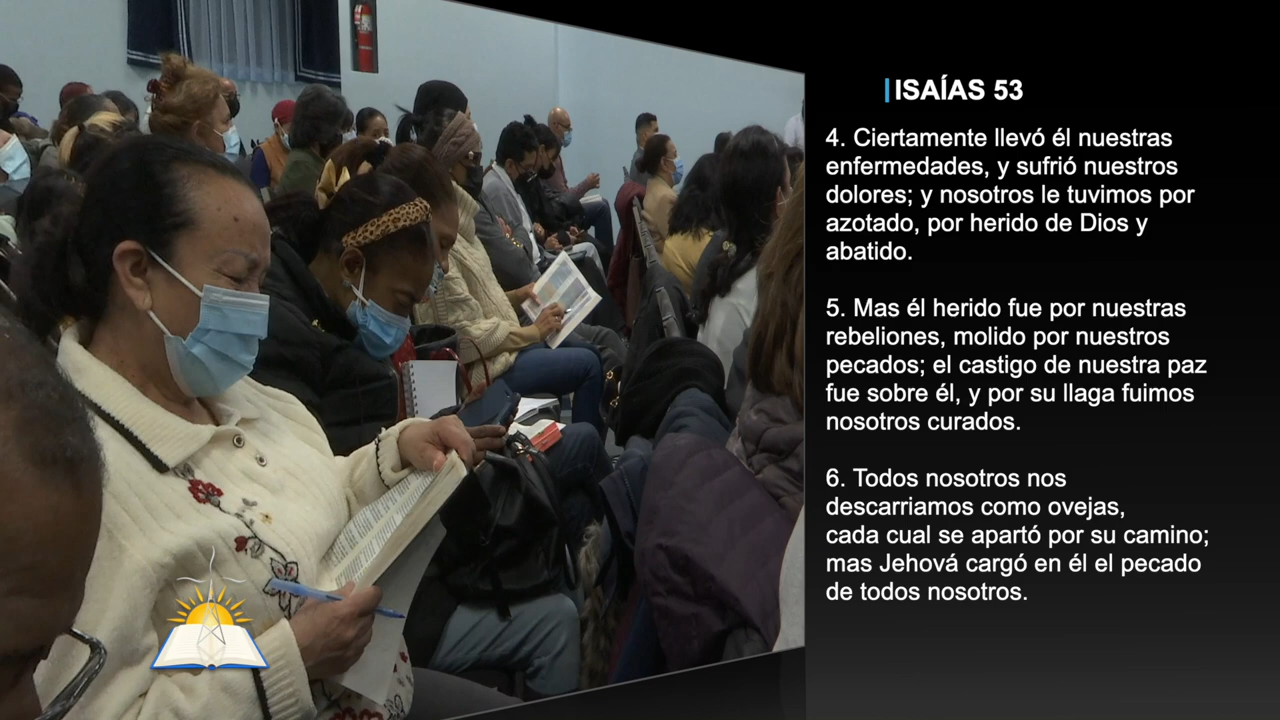 ISAÍAS 53
4. Ciertamente llevó él nuestras
enfermedades, y sufrió nuestros
dolores; y nosotros le tuvimos por
azotado, por herido de Dios y
abatido.
5. Mas él herido fue por nuestras
rebeliones, molido por nuestros
pecados; el castigo de nuestra paz
fue sobre él, y por su llaga fuimos
nosotros curados.
6. Todos nosotros nos
descarriamos como ovejas,
cada cual se apartó por su camino;
mas Jehová cargó en él el pecado
de todos nosotros.